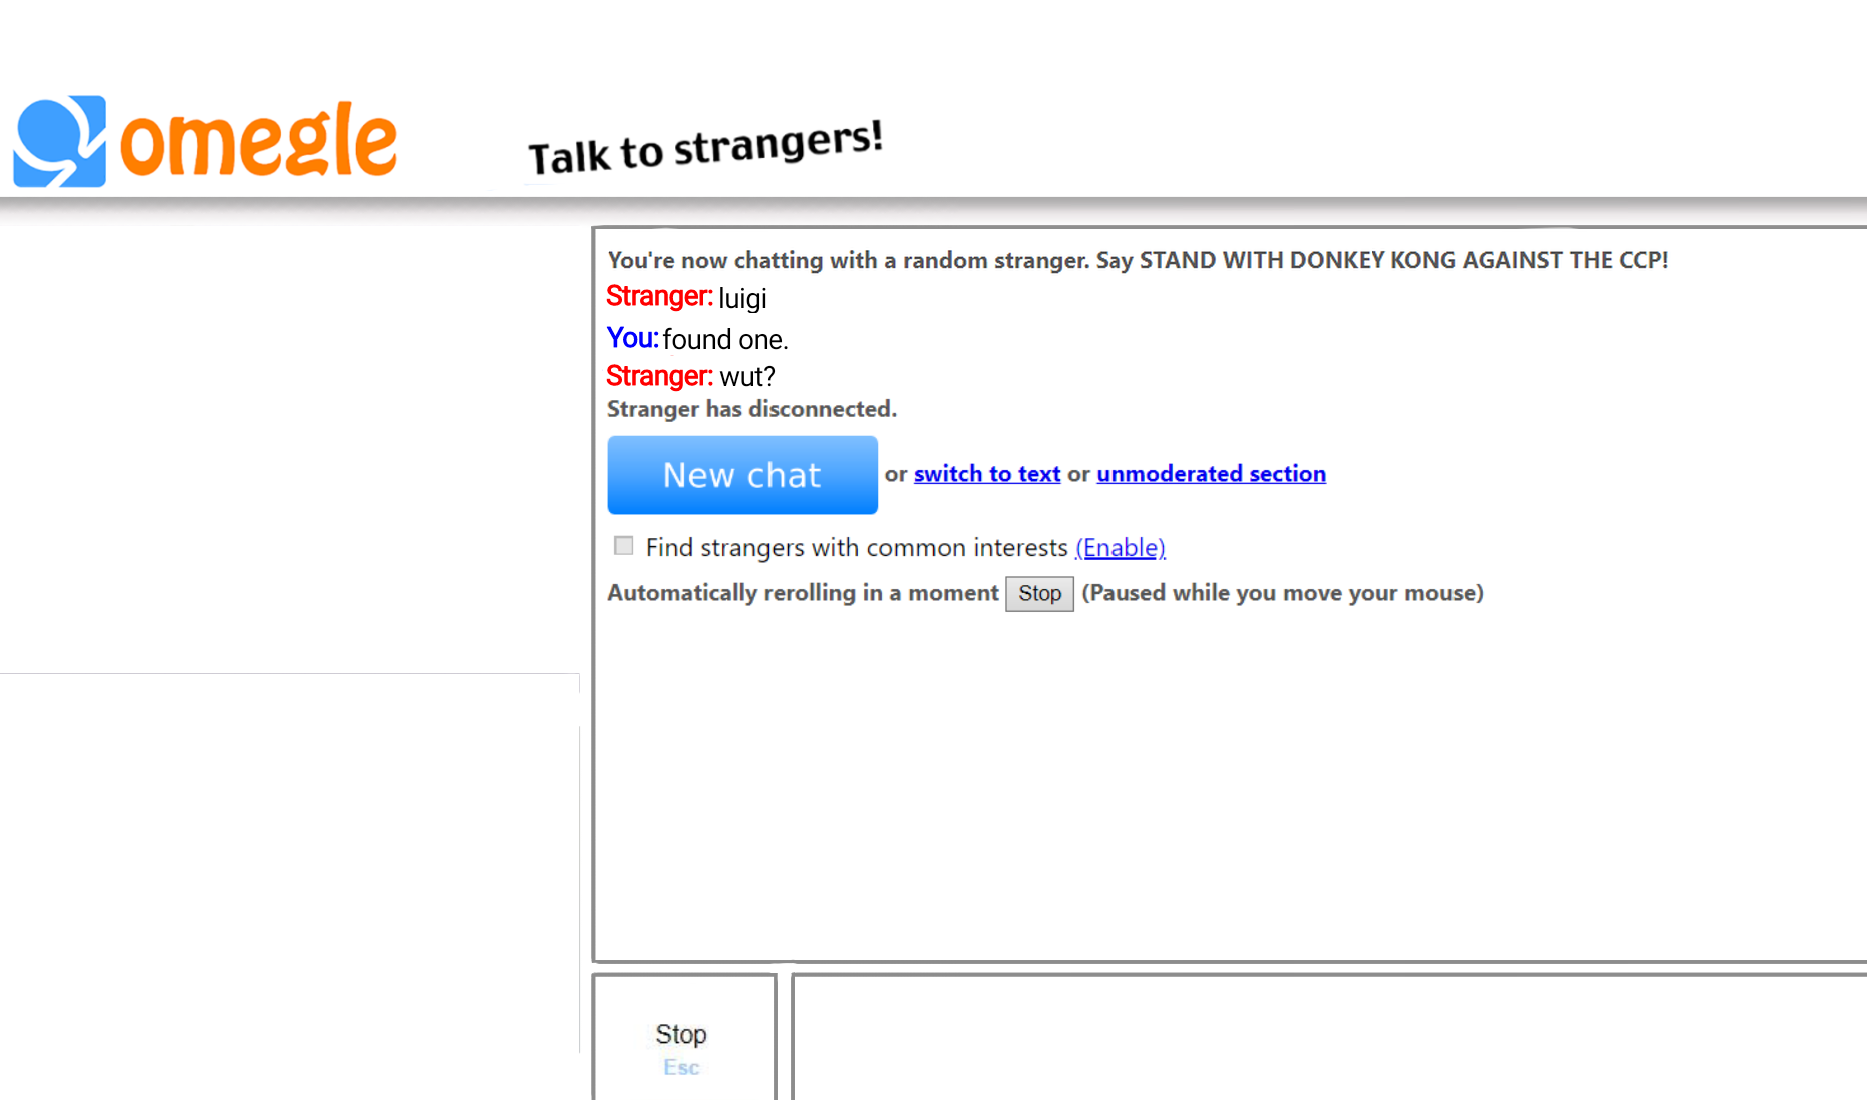 omegle
Talk to strangers!
You're now chatting with a random stranger. Say STAND WITH DONKEY KONG AGAINST THE CCP!
Stranger: luigi
You: found one.
Stranger: wut?
Stranger has disconnected.
New chat or switch to text or unmoderated section
Find strangers with common interests (Enable)
Automatically rerolling in a moment Stop (Paused while you move your mouse)
Stop
Esc